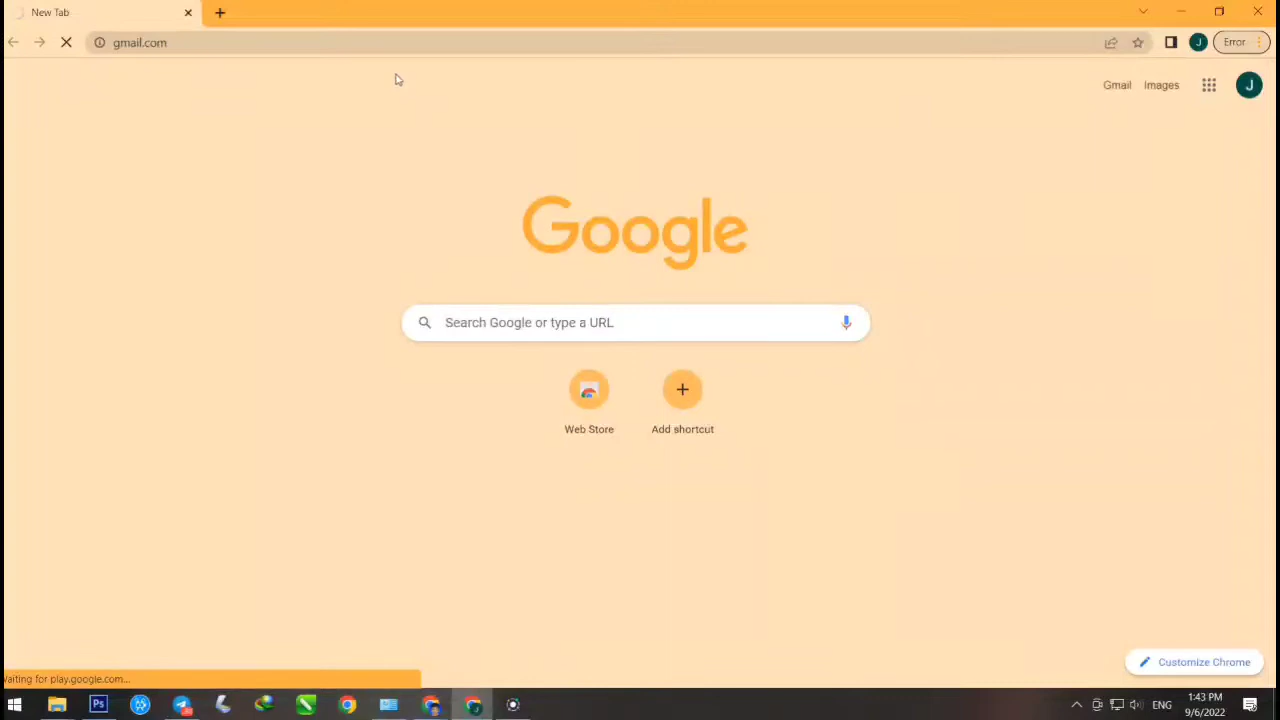 New Tab
gmail.com
Error
Gmail
Images
J
Google
Search Google or type a URL
Web Store
Add shortcut
Customize Chrome
Waiting for play.google.com...
Ps
ENG
1:43 PM
9/6/2022